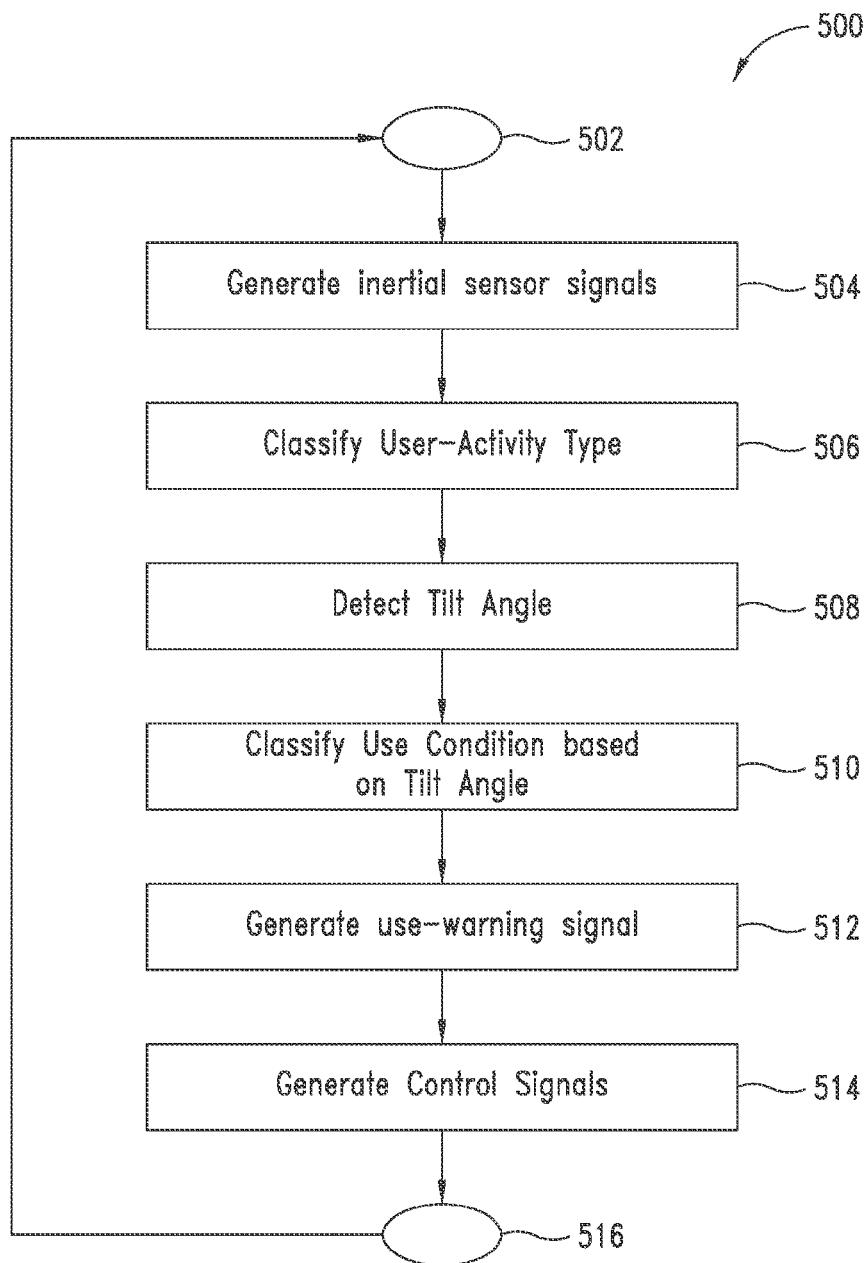 500
502
Generate inertial sensor signals
504
Classify User-Activity Type
506
Detect Tilt Angle
508
Classify Use Condition based
on Tilt Angle
510
Generate use-warning signal
512
Generate Control Signals
514
516